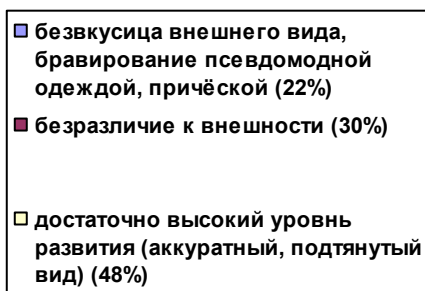 безвкусица внешнего вида,
бравирование псевдомодной
одеждой, причёской (22%)
безразличие к внешности (30%)
достаточно высокий уровнь
развития (аккуратный, подтянутый
вид) (48%)